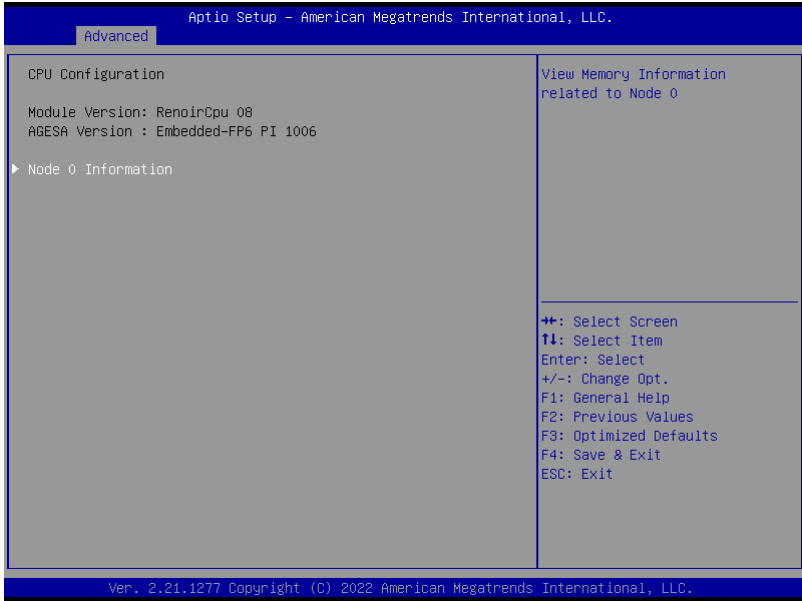 Aptio Setup – American Megatrends International, LLC.
Advanced
CPU Configuration
Module Version: RenoirCpu 08
AGESA Version : Embedded-FP6 PI 1006
Node 0 Information
View Memory Information
related to Node 0
→←: Select Screen
↑↓: Select Item
Enter: Select
+/-: Change Opt.
F1: General Help
F2: Previous Values
F3: Optimized Defaults
F4: Save & Exit
ESC: Exit
Ver. 2.21.1277 Copyright (C) 2022 American Megatrends International, LLC.